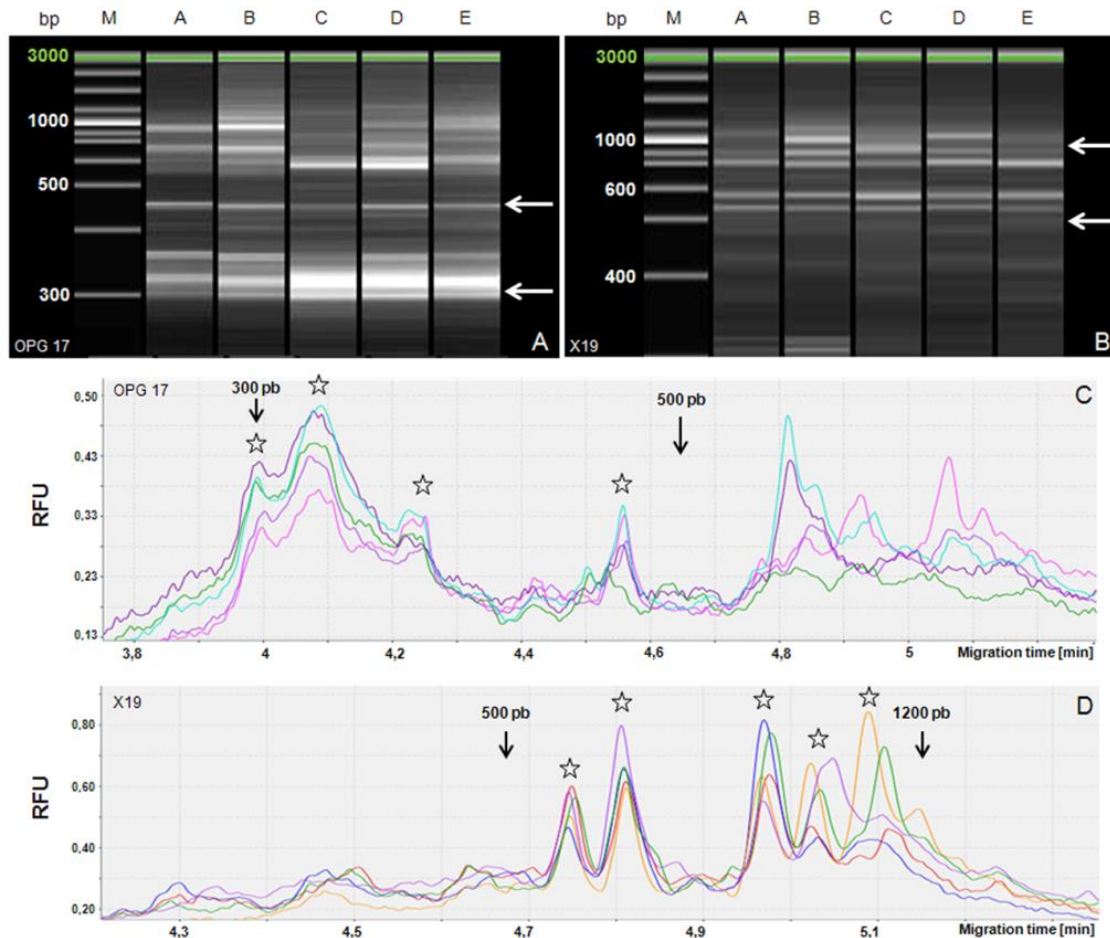 bp M A B C D E
bp M A B C D E
3000
1000
500
300
OPG 17
A
3000
1000
600
400
X19
B
OPG 17
300 pb
500 pb
C
0,50
0,43
0,33
0,23
0,13
RFU
3,8 4 4,2 4,4 4,6 4,8 5 Migration time [min]
X19
500 pb
1200 pb
D
0,80
0,60
0,40
0,20
RFU
4,3 4,5 4,7 4,9 5,1 Migration time [min]